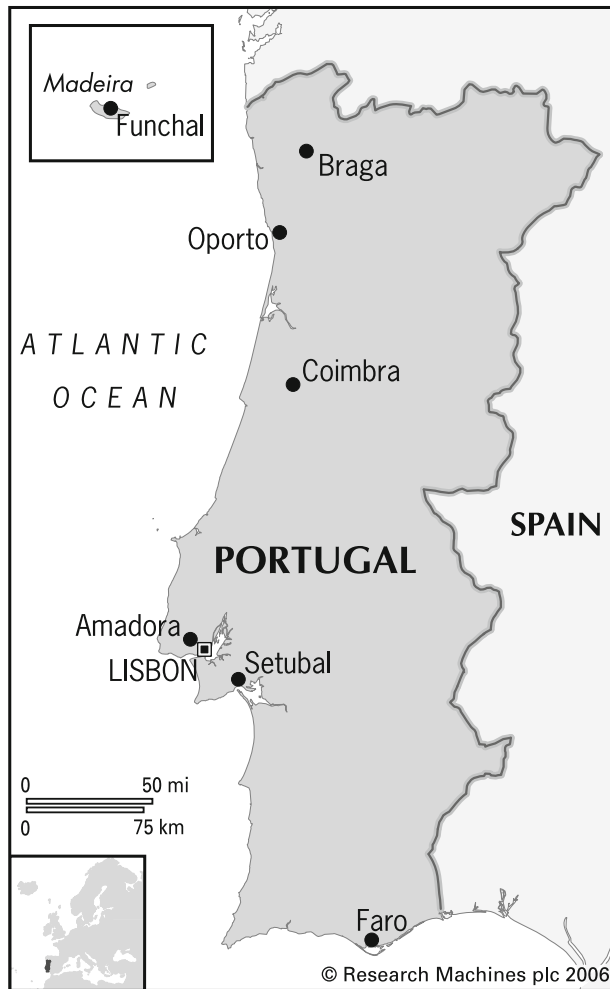 Madeira
Funchal
Braga
Oporto
ATLANTIC
OCEAN
Coimbra
SPAIN
PORTUGAL
Amadora
LISBON
Setubal
0 50 mi
0 75 km
Faro
© Research Machines plc 2006